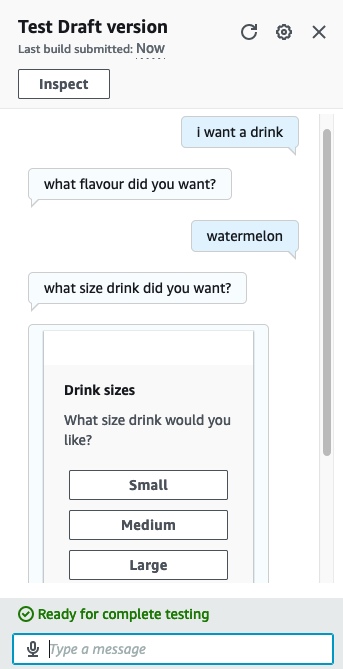 Test Draft version
Last build submitted: Now
Inspect
i want a drink
what flavour did you want?
watermelon
what size drink did you want?
Drink sizes
What size drink would you
like?
Small
Medium
Large
Ready for complete testing
Type a message